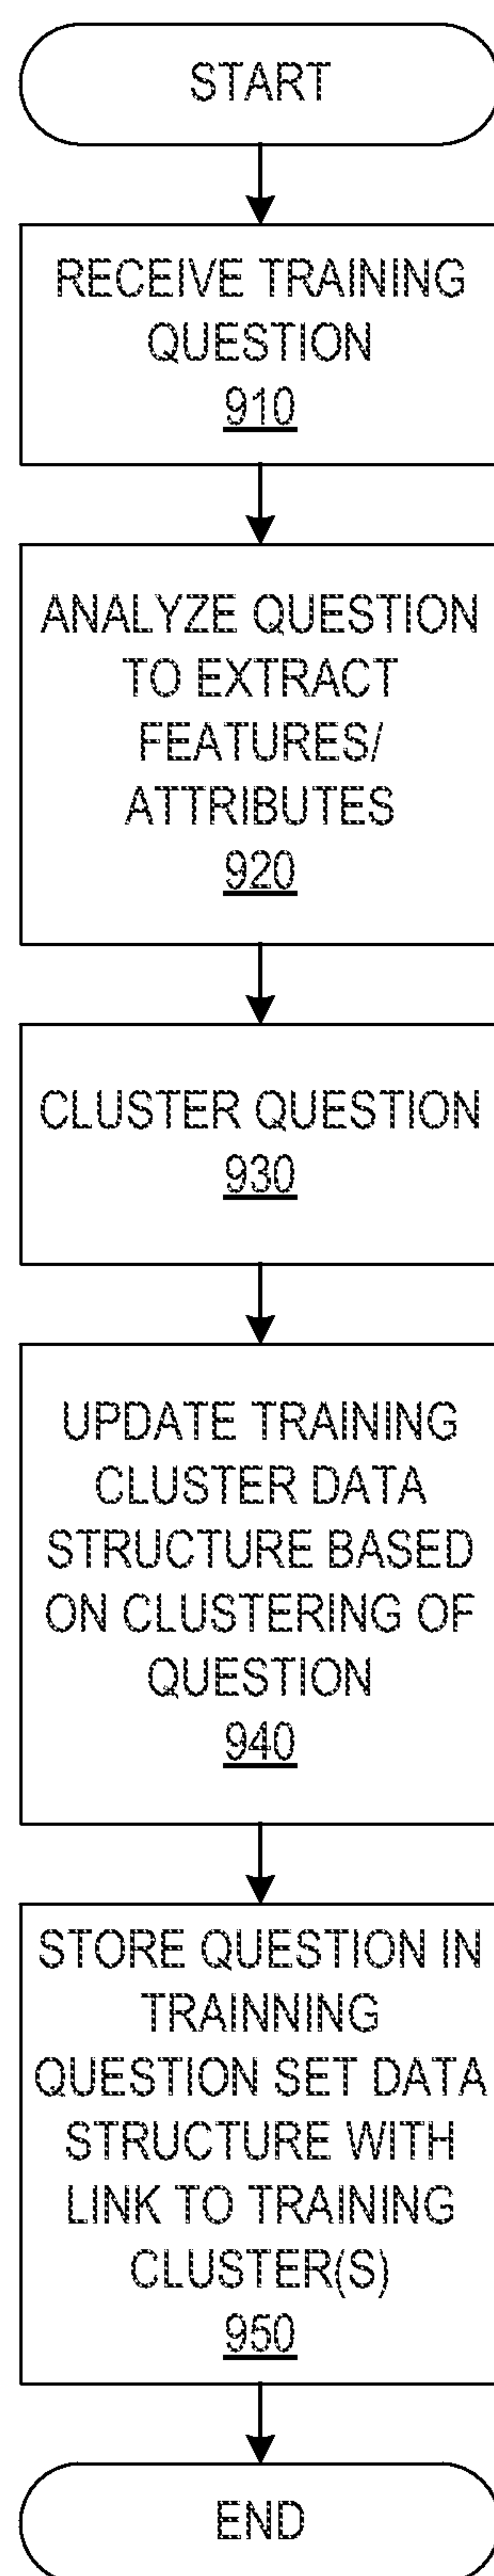 START
RECEIVE TRAINING
QUESTION
910
ANALYZE QUESTION
TO EXTRACT
FEATURES/
ATTRIBUTES
920
CLUSTER QUESTION
930
UPDATE TRAINING
CLUSTER DATA
STRUCTURE BASED
ON CLUSTERING OF
QUESTION
940
STORE QUESTION IN
TRAINNING
QUESTION SET DATA
STRUCTURE WITH
LINK TO TRAINING
CLUSTER(S)
950
END